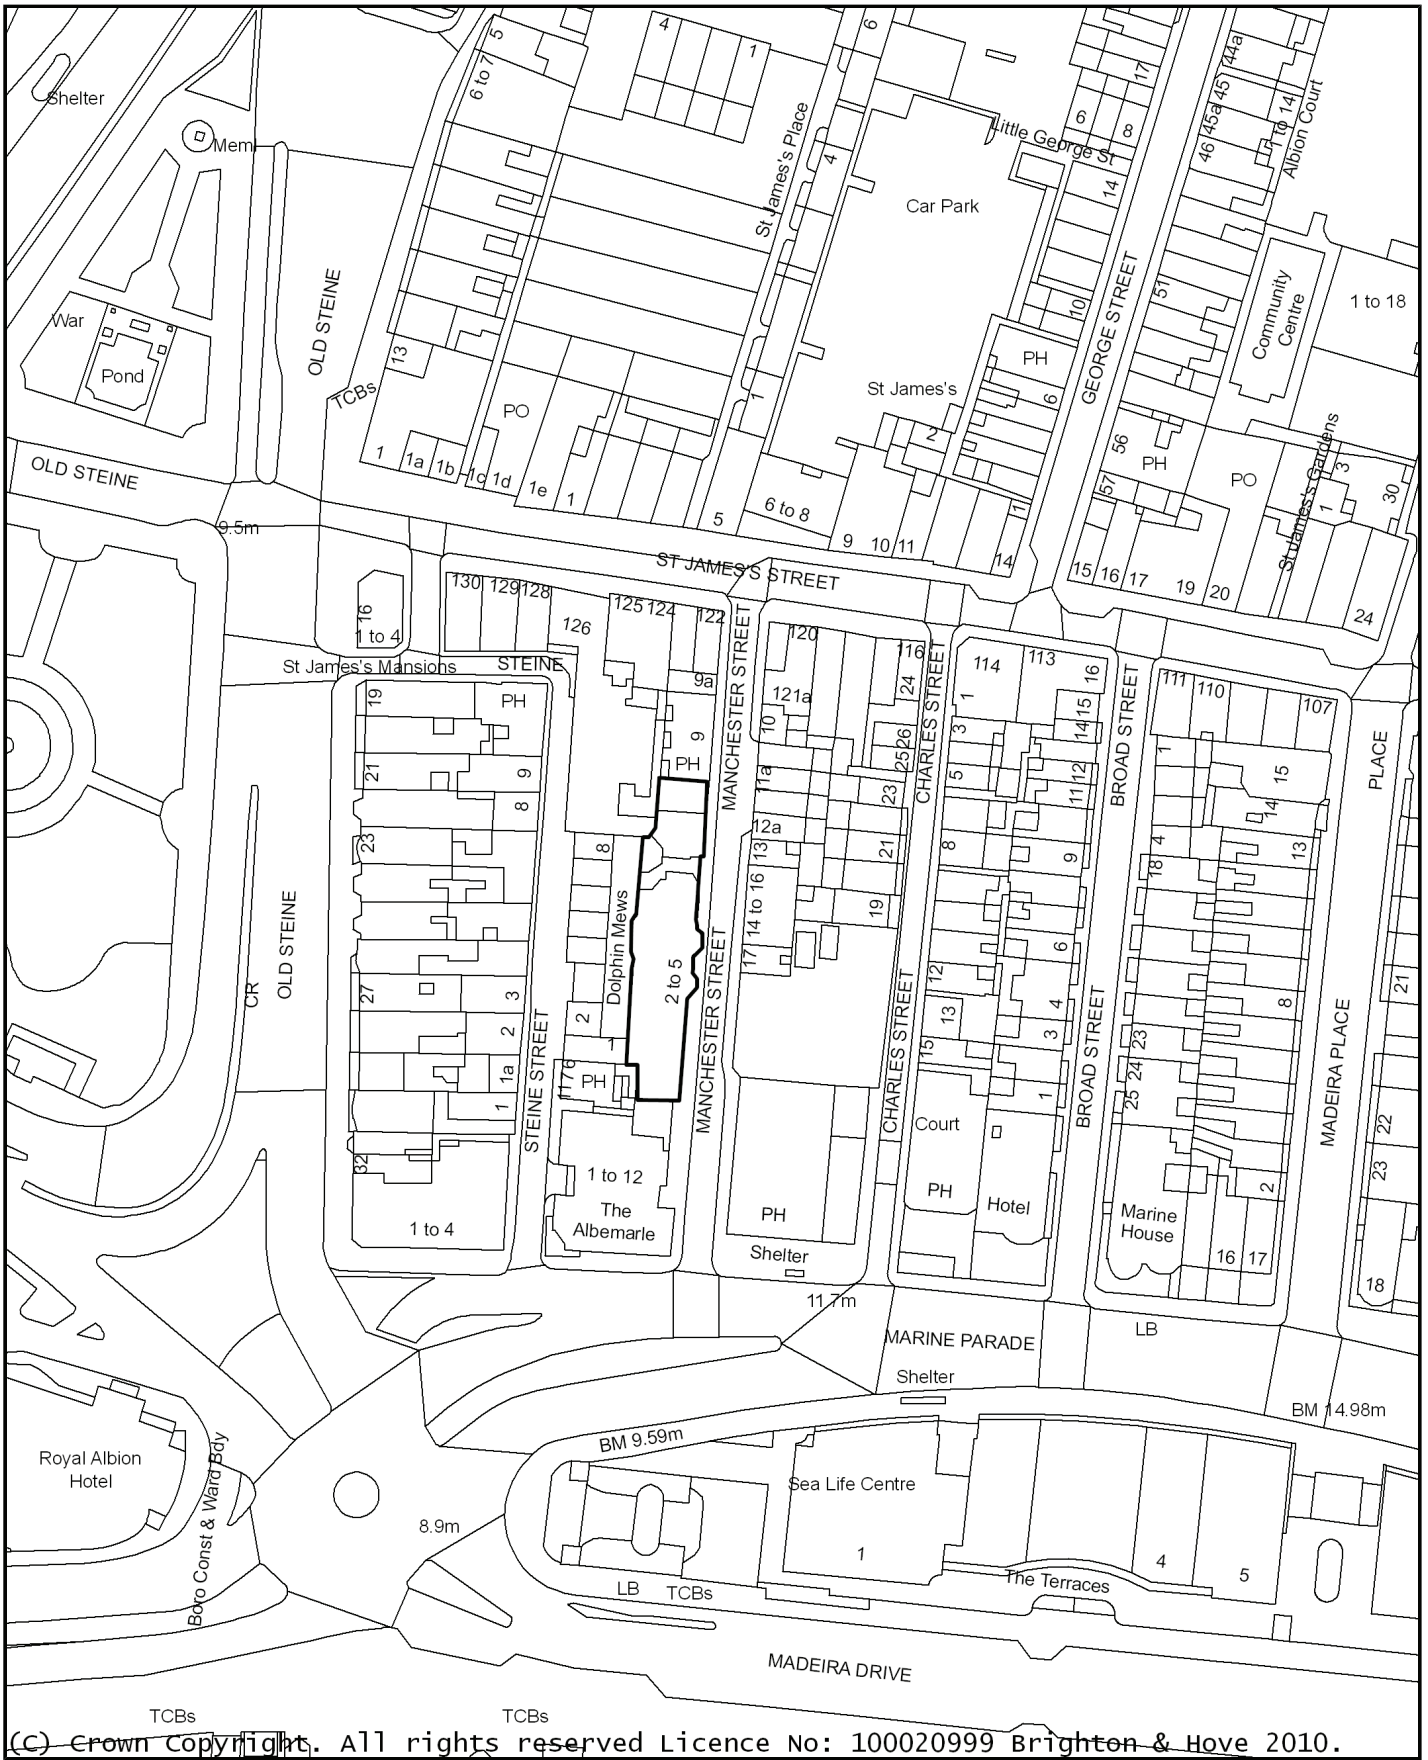 5
6 to 7
4
1
6
17
44a
45
45a
46
1 to 14
Albion Court
Shelter
Meml
St James's Place
4
6
8
Little George St
14
Car Park
OLD STEINE
War
Pond
13
TCBs
PO
1
St James's
2
PH
6
10
GEORGE STREET
51
Community
Centre
1 to 18
56
57
PH
PO
St James's Gardens
3
1
30
OLD STEINE
1
1a
1b
1c
1d
1e
1
5
6 to 8
9
10
11
14
1
15
16
17
19
20
24
9.5m
ST JAMES'S STREET
16
1 to 4
130
129
128
126
125
124
122
120
116
114
113
16
111
110
107
St James's Mansions
STEINE
9a
121a
24
1
15
14
PLACE
19
PH
9
PH
10
MANCHESTER STREET
26
25
3
CHARLES STREET
BROAD STREET
1
15
21
9
8
11a
23
5
12
11
14
23
8
12a
13
21
8
9
4
18
13
OLD STEINE
CR
Dolphin Mews
2 to 5
14 to 16
17
19
6
27
3
2
2
1
1a
1
12
13
15
4
3
1
8
21
23
24
25
STEINE STREET
MANCHESTER STREET
CHARLES STREET
BROAD STREET
MADEIRA PLACE
1176
PH
Court
22
23
32
1 to 4
1 to 12
The
Albemarle
PH
Shelter
PH
Hotel
Marine
House
2
16
17
18
11.7m
LB
MARINE PARADE
Shelter
BM 14.98m
BM 9.59m
Royal Albion
Hotel
Boro Const & Ward Bdy
Sea Life Centre
8.9m
1
4
5
The Terraces
LB
TCBs
MADEIRA DRIVE
TCBs
TCBs
(c) Crown Copyright. All rights reserved Licence No: 100020999 Brighton & Hove 2010.